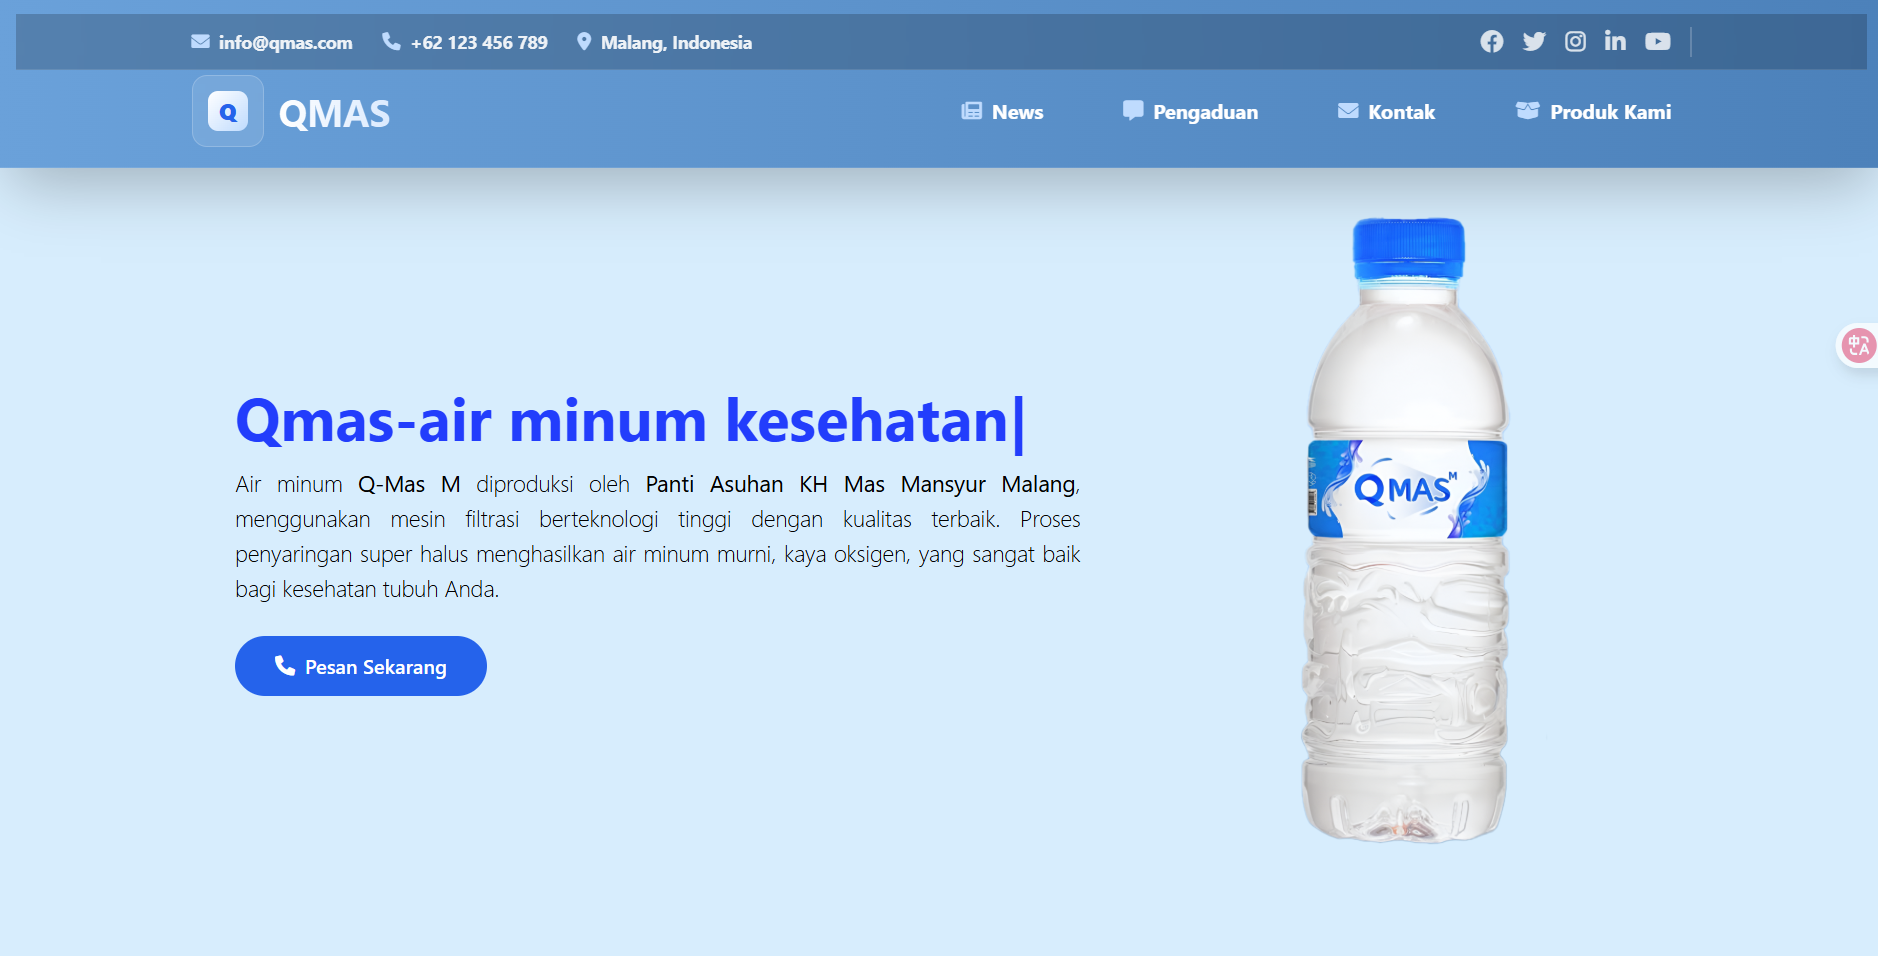 info@qmas.com +62 123 456 789 Malang, Indonesia
Q QMAS News Pengaduan Kontak Produk Kami
Qmas-air minum kesehatan|
Air minum Q-Mas M diproduksi oleh Panti Asuhan KH Mas Mansyur Malang,
menggunakan mesin filtrasi berteknologi tinggi dengan kualitas terbaik. Proses
penyaringan super halus menghasilkan air minum murni, kaya oksigen, yang sangat baik
bagi kesehatan tubuh Anda.
Pesan Sekarang
QMAS M
中 A